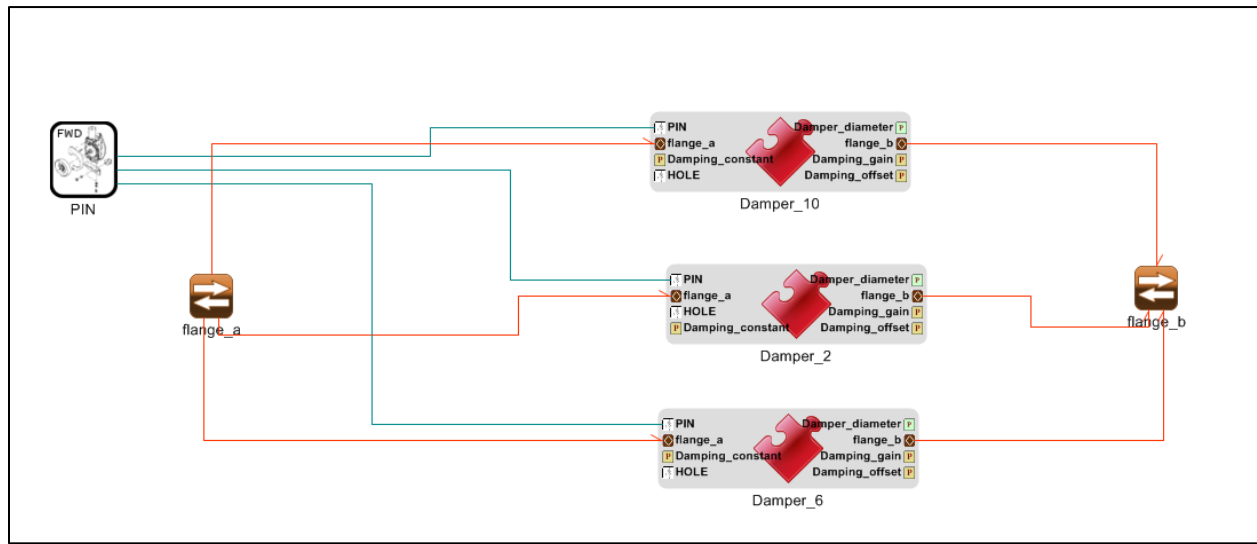 FWD
PIN
flange_a
PIN
flange_a
Damping_constant
HOLE
Damper_diameter P
flange_b
Damping_gain P
Damping_offset P
P
Damper_10
PIN
flange_a
HOLE
P Damping_constant
Damper_diameter P
flange_b
Damping_gain P
Damping_offset P
Damper_2
PIN
flange_a
P Damping_constant
HOLE
Damper_diameter P
flange_b
Damping_gain P
Damping_offset P
Damper_6
flange_b